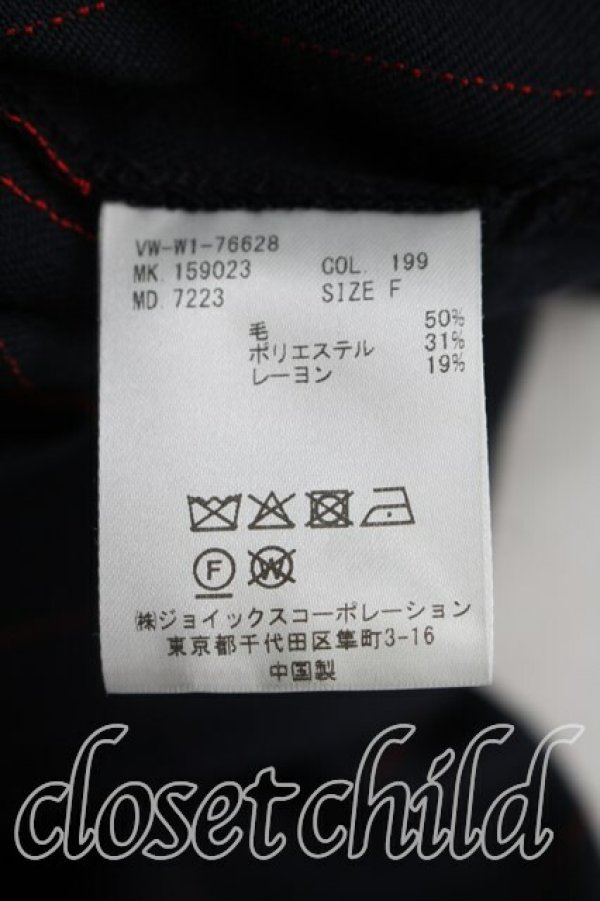 VW-W1-76628
MK. 159023 COL. 199
MD. 7223 SIZE F
毛 50%
ポリエステル 31%
レーヨン 19%
F W
㈱ジョイックスコーポレーション
東京都千代田区隼町3-16
中国製
closet child